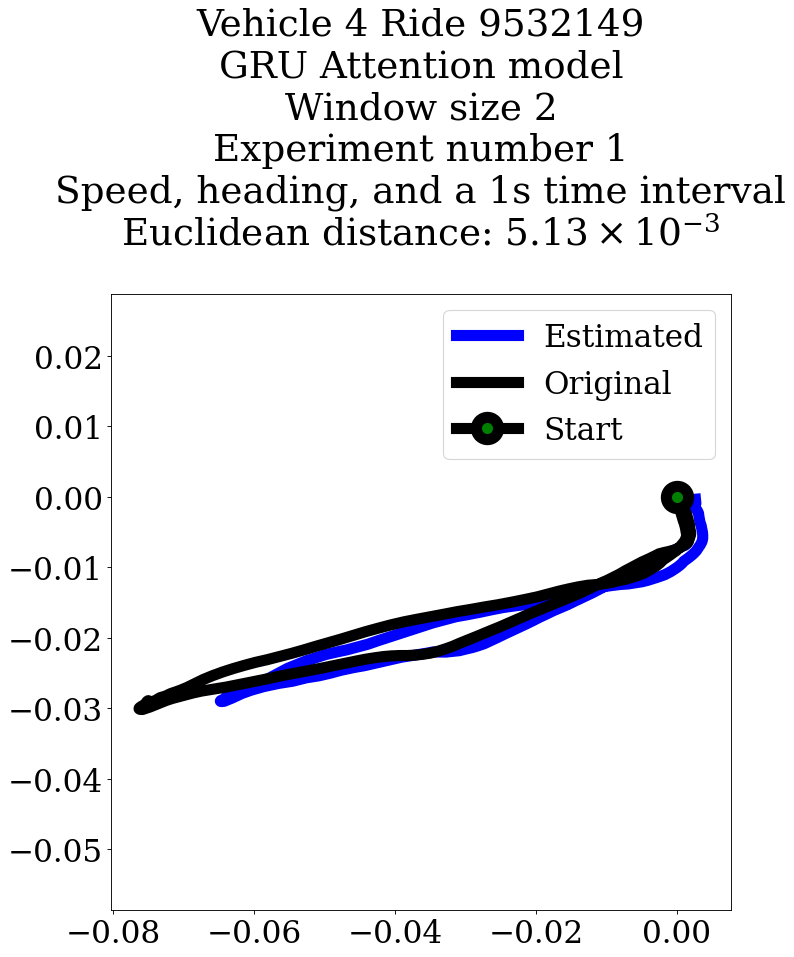 Vehicle 4 Ride 9532149
GRU Attention model
Window size 2
Experiment number 1
Speed, heading, and a 1s time interval
Euclidean distance: 5.13 × 10⁻³
Estimated
Original
Start
0.02
0.01
0.00
−0.01
−0.02
−0.03
−0.04
−0.05
−0.08 −0.06 −0.04 −0.02 0.00